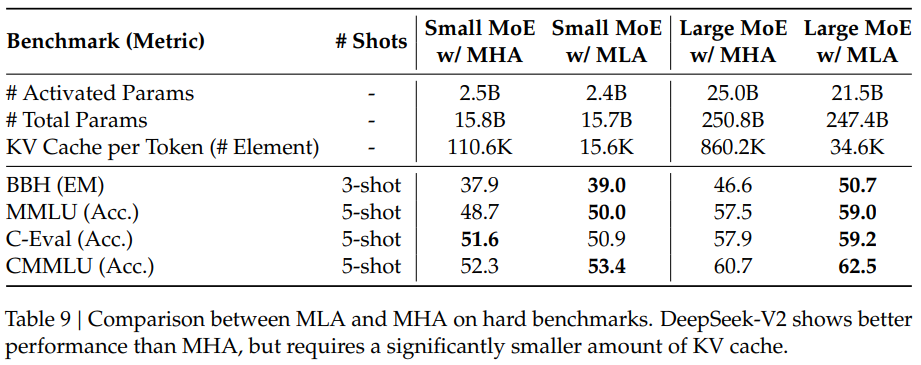 Benchmark (Metric) # Shots Small MoE Small MoE Large MoE Large MoE
w/ MHA w/ MLA w/ MHA w/ MLA
# Activated Params - 2.5B 2.4B 25.0B 21.5B
# Total Params - 15.8B 15.7B 250.8B 247.4B
KV Cache per Token (# Element) - 110.6K 15.6K 860.2K 34.6K
BBH (EM) 3-shot 37.9 39.0 46.6 50.7
MMLU (Acc.) 5-shot 48.7 50.0 57.5 59.0
C-Eval (Acc.) 5-shot 51.6 50.9 57.9 59.2
CMMLU (Acc.) 5-shot 52.3 53.4 60.7 62.5
Table 9 | Comparison between MLA and MHA on hard benchmarks. DeepSeek-V2 shows better
performance than MHA, but requires a significantly smaller amount of KV cache.